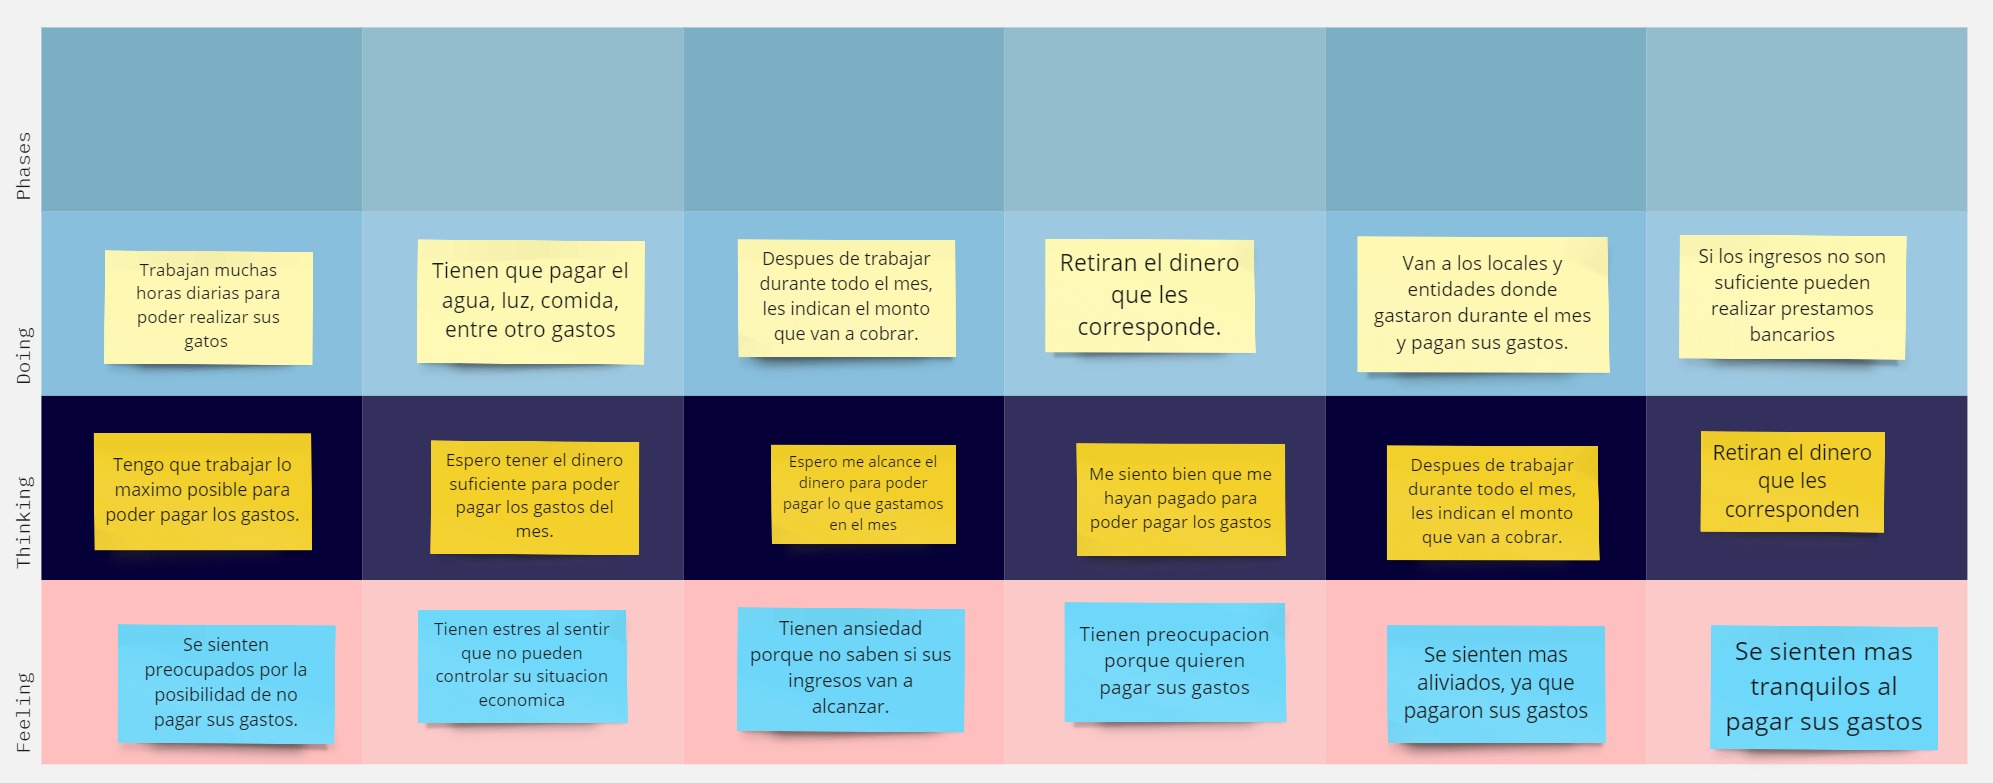 Phases
Doing
Trabajan muchas
horas diarias para
poder realizar sus
gatos
Tienen que pagar el
agua, luz, comida,
entre otro gastos
Despues de trabajar
durante todo el mes,
les indican el monto
que van a cobrar.
Retiran el dinero
que les
corresponde.
Van a los locales y
entidades donde
gastaron durante el mes
y pagan sus gastos.
Si los ingresos no son
suficiente pueden
realizar prestamos
bancarios
Thinking
Tengo que trabajar lo
maximo posible para
poder pagar los gastos.
Espero tener el dinero
suficiente para poder
pagar los gastos del
mes.
Espero me alcance el
dinero para poder
pagar lo que gastamos
en el mes
Me siento bien que me
hayan pagado para
poder pagar los gastos
Despues de trabajar
durante todo el mes,
les indican el monto
que van a cobrar.
Retiran el dinero
que les
corresponden
Feeling
Se sienten
preocupados por la
posibilidad de no
pagar sus gastos.
Tienen estres al sentir
que no pueden
controlar su situacion
economica
Tienen ansiedad
porque no saben si sus
ingresos van a
alcanzar.
Tienen preocupacion
porque quieren
pagar sus gastos
Se sienten mas
aliviados, ya que
pagaron sus gastos
Se sienten mas
tranquilos al
pagar sus gastos